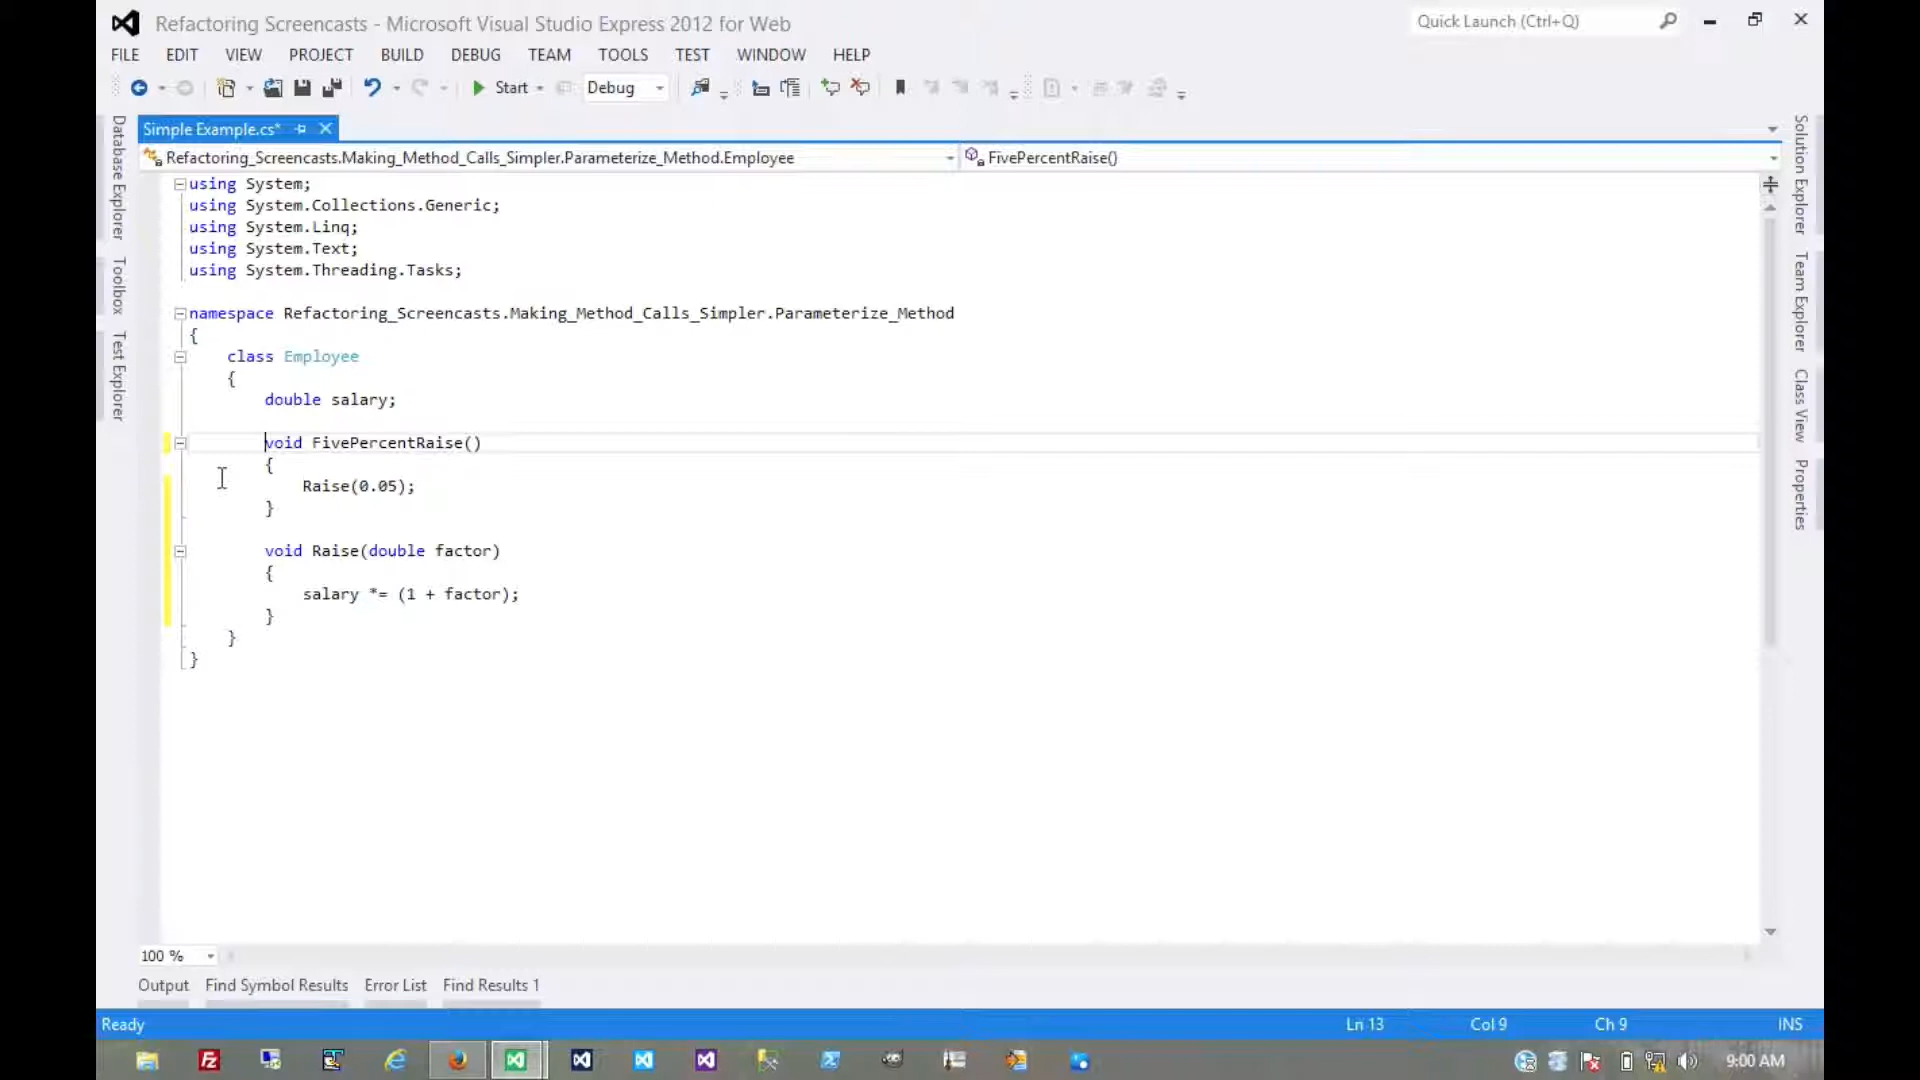 Refactoring Screencasts - Microsoft Visual Studio Express 2012 for Web
Quick Launch (Ctrl+Q)
FILE EDIT VIEW PROJECT BUILD DEBUG TEAM TOOLS TEST WINDOW HELP
Start Debug
Simple Example.cs*
Refactoring_Screencasts.Making_Method_Calls_Simpler.Parameterize_Method.Employee
FivePercentRaise()
Database Explorer
Toolbox
Test Explorer
using System;
using System.Collections.Generic;
using System.Linq;
using System.Text;
using System.Threading.Tasks;
namespace Refactoring_Screencasts.Making_Method_Calls_Simpler.Parameterize_Method
{
class Employee
{
double salary;
void FivePercentRaise()
{
Raise(0.05);
}
void Raise(double factor)
{
salary *= (1 + factor);
}
}
}
Solution Explorer
Team Explorer
Class View
Properties
100 %
Output Find Symbol Results Error List Find Results 1
Ready Ln 13 Col 9 Ch 9 INS
9:00 AM